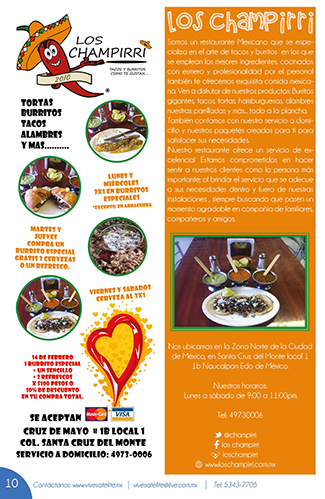 LOS
CHAMPIRRI
TACOS Y BURRITOS
COMO TE GUSTAN...
2010
TORTAS
BURRITOS
TACOS
ALAMBRES
Y MAS..........
LUNES Y
MIÉRCOLES
2X1 EN BURRITOS
ESPECIALES
*EXCEPTO EN ARRACHERA
MARTES Y
JUEVES
COMPRA UN
BURRITO ESPECIAL
GRATIS 2 CERVEZAS
O UN REFRESCO.
VIERNES Y SABADOS
CERVEZA AL 2X1.
14 DE FEBRERO
1 BURRITO ESPECIAL
+ UN SENCILLO
+ 2 REFRESCOS
X $100 PESOS O
10% DE DESCUENTO
EN TU COMPRA TOTAL.
SE ACEPTAN
MasterCard VISA
CRUZ DE MAYO # 1B LOCAL 1
COL. SANTA CRUZ DEL MONTE
SERVICIO A DOMICILIO: 4973-0006
Los Champirri
Somos un restaurante Mexicano que se espe-
cializa en el arte de tacos y burritos en los que
se emplean los mejores ingredientes, cocinados
con esmero y profesionalidad por el personal
también te ofrecemos exquisita comida mexica-
na. Ven a disfrutar de nuestros productos: Burritos
gigantes, tacos, tortas, hamburguesas, alambres
nuestras parrilladas y más... todo a la plancha.
También contamos con nuestro servicio a domi-
cilio y nuestros paquetes creados para ti para
satisfacer sus necesidades.
Nuestro restaurante ofrece un servicio de ex-
celencia! Estamos comprometidos en hacer
sentir a nuestros clientes como la persona más
importante al brindar el servicio que se adecue
a sus necesidades dentro y fuera de nuestras
instalaciones , siempre buscando que pasen un
momento agradable en compañía de familiares,
compañeros y amigos.
Nos ubicamos en la Zona Norte de la Ciudad
de México, en Santa Cruz del Monte local 1
1b Naucalpan Edo de México.
Nuestros horarios:
Lunes a sábado de 9:00 a 11:00pm
Tel: 49730006
@champirri
champirri
los champirri
www.loschampirri.com.mx
10 Contáctanos: www.vivesatelite.mx | vivesatelite@live.com.mx | Tel: 5343-7705